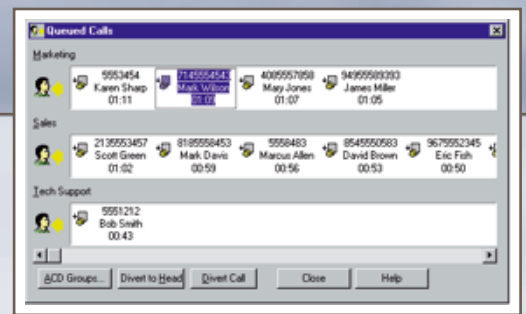 Queued Calls
Marketing
5553454 7145554543 4085557858 94955589393
Karen Sharp Mark Wilson Mary Jones James Miller
01:11 01:09 01:07 01:05
Sales
2135553457 8185558453 5558483 8545550583 9675552345
Scott Green Mark Davis Marcus Allen David Brown Eric Fish
01:02 00:59 00:56 00:53 00:50
Tech Support
5551212
Bob Smith
00:43
ACD Groups... Divert to Head Divert Call Close Help